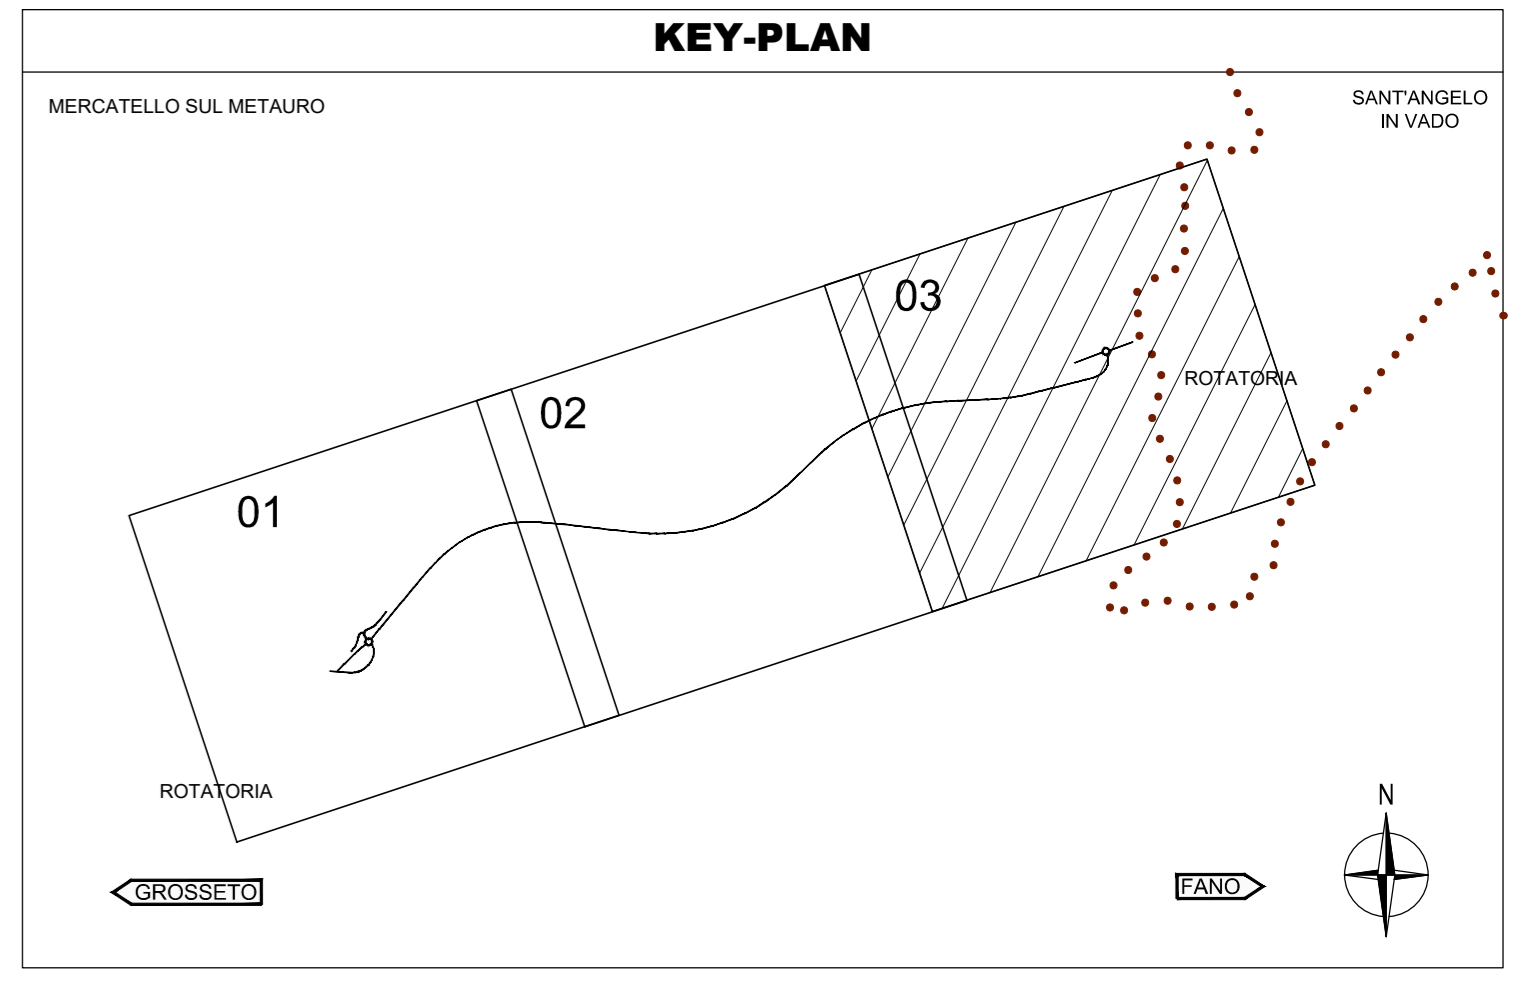 KEY-PLAN
MERCATELLO SUL METAURO
SANT'ANGELO
IN VADO
03
ROTATORIA
02
01
ROTATORIA
N
GROSSETO
FANO